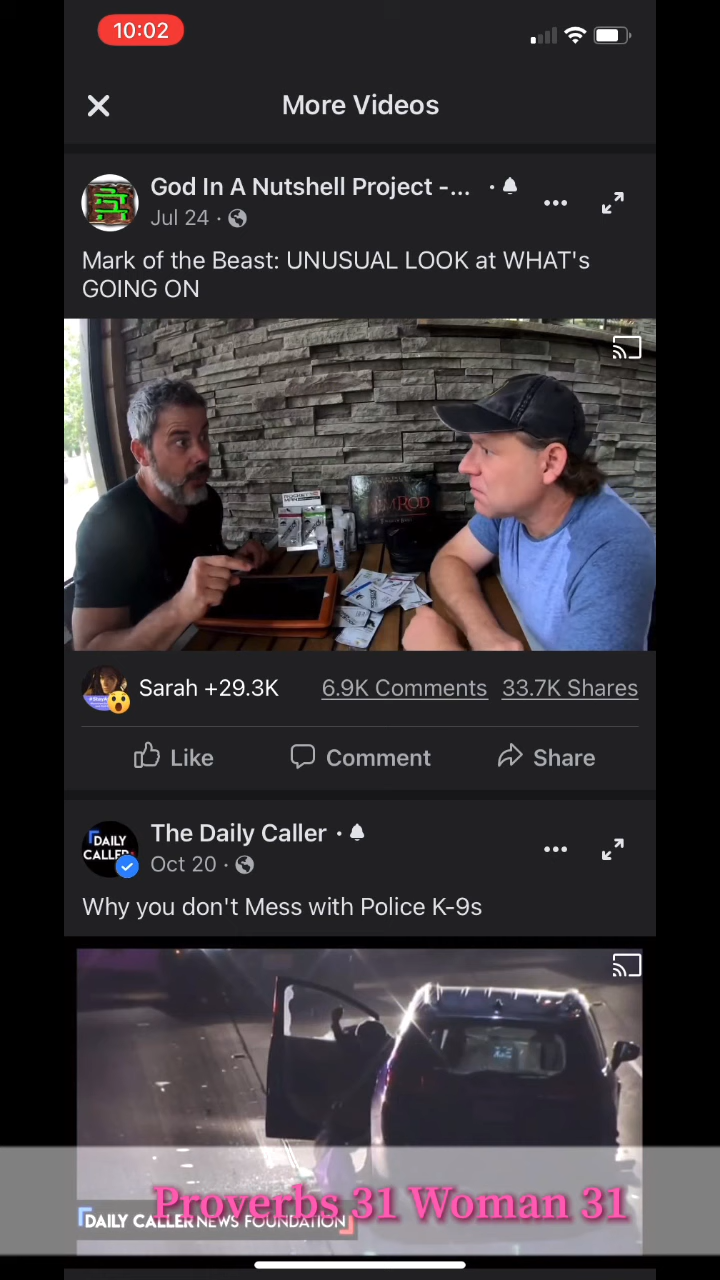 10:02
More Videos
God In A Nutshell Project -...
Jul 24
Mark of the Beast: UNUSUAL LOOK at WHAT's
GOING ON
Sarah +29.3K
6.9K Comments
33.7K Shares
Like
Comment
Share
DAILY
CALLER
The Daily Caller
Oct 20
Why you don't Mess with Police K-9s
DAILY CALLER NEWS FOUNDATION
Proverbs 31 Woman 31